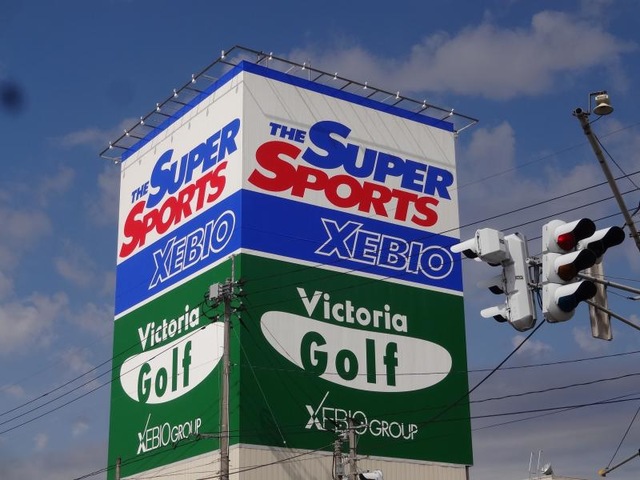 THE SUPER
SPORTS
XEBIO
Victoria
Golf
XEBIO GROUP
THE SUPER
SPORTS
XEBIO
Victoria
Golf
XEBIO GROUP